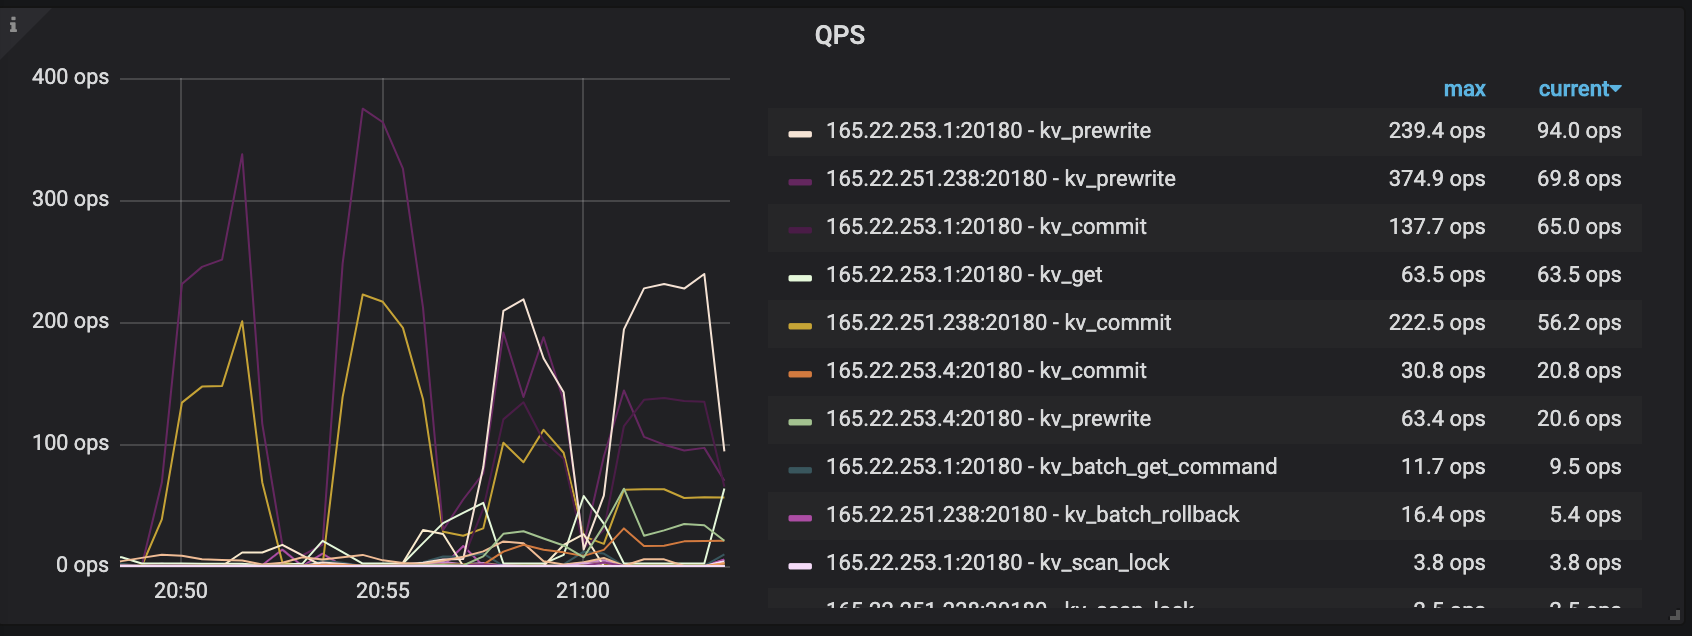 QPS
400 ops
300 ops
200 ops
100 ops
0 ops
20:50 20:55 21:00
max current
165.22.253.1:20180 - kv_prewrite 239.4 ops 94.0 ops
165.22.251.238:20180 - kv_prewrite 374.9 ops 69.8 ops
165.22.253.1:20180 - kv_commit 137.7 ops 65.0 ops
165.22.253.1:20180 - kv_get 63.5 ops 63.5 ops
165.22.251.238:20180 - kv_commit 222.5 ops 56.2 ops
165.22.253.4:20180 - kv_commit 30.8 ops 20.8 ops
165.22.253.4:20180 - kv_prewrite 63.4 ops 20.6 ops
165.22.253.1:20180 - kv_batch_get_command 11.7 ops 9.5 ops
165.22.251.238:20180 - kv_batch_rollback 16.4 ops 5.4 ops
165.22.253.1:20180 - kv_scan_lock 3.8 ops 3.8 ops